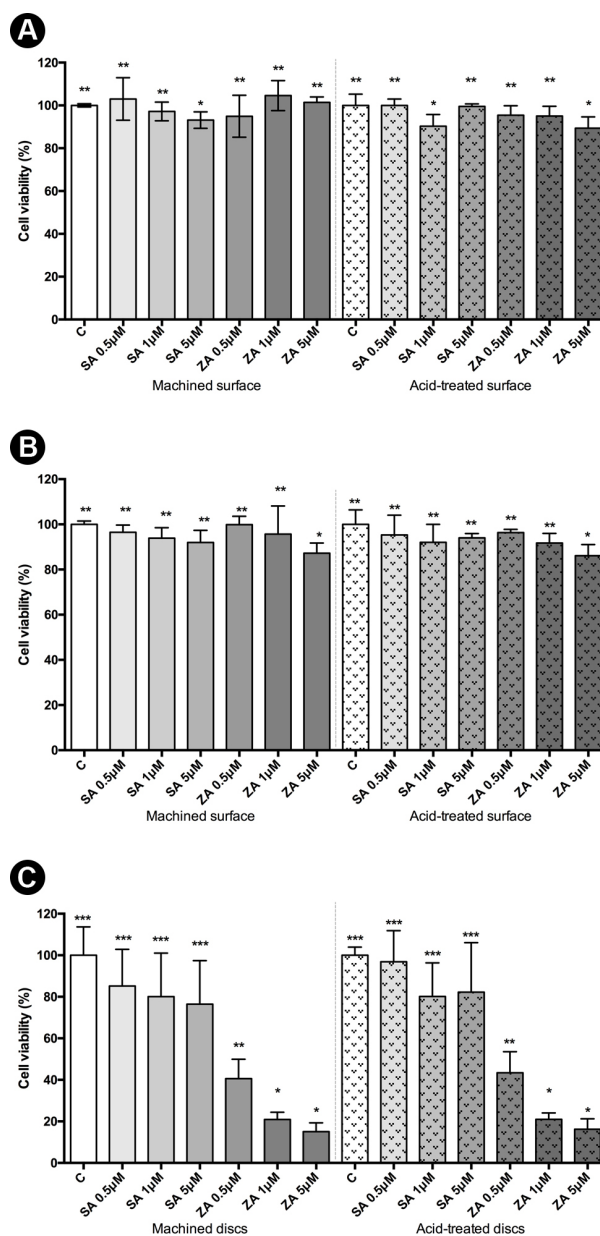 A
120
100
80
60
40
20
0
Cell viability (%)
** ** ** * ** ** ** ** ** * ** ** ** *
C SA 0.5µM SA 1µM SA 5µM ZA 0.5µM ZA 1µM ZA 5µM C SA 0.5µM SA 1µM SA 5µM ZA 0.5µM ZA 1µM ZA 5µM
Machined surface Acid-treated surface
B
120
100
80
60
40
20
0
Cell viability (%)
** ** ** ** ** ** * ** ** ** ** ** ** *
C SA 0.5µM SA 1µM SA 5µM ZA 0.5µM ZA 1µM ZA 5µM C SA 0.5µM SA 1µM SA 5µM ZA 0.5µM ZA 1µM ZA 5µM
Machined surface Acid-treated surface
C
120
100
80
60
40
20
0
Cell viability (%)
*** *** *** *** ** * * *** *** *** *** ** * *
C SA 0.5µM SA 1µM SA 5µM ZA 0.5µM ZA 1µM ZA 5µM C SA 0.5µM SA 1µM SA 5µM ZA 0.5µM ZA 1µM ZA 5µM
Machined discs Acid-treated discs